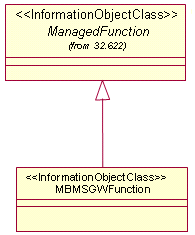 <<InformationObjectClass>>
ManagedFunction
(from 32.622)
<<InformationObjectClass>>
MBMSGWFunction